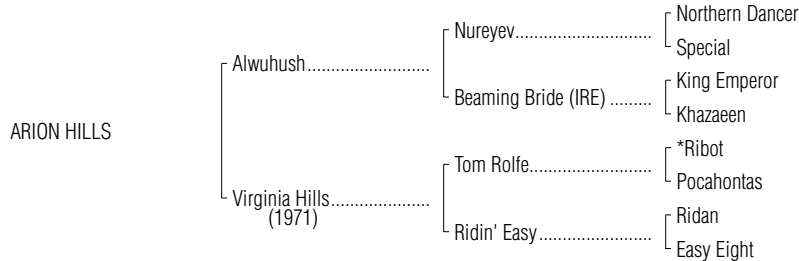 Northern Dancer
Nureyev............................
Special
Alwuhush.........................
King Emperor
Beaming Bride (IRE) .........
Khazaeen
ARION HILLS
*Ribot
Tom Rolfe.........................
Pocahontas
Virginia Hills....................
(1971)
Ridan
Ridin' Easy.......................
Easy Eight